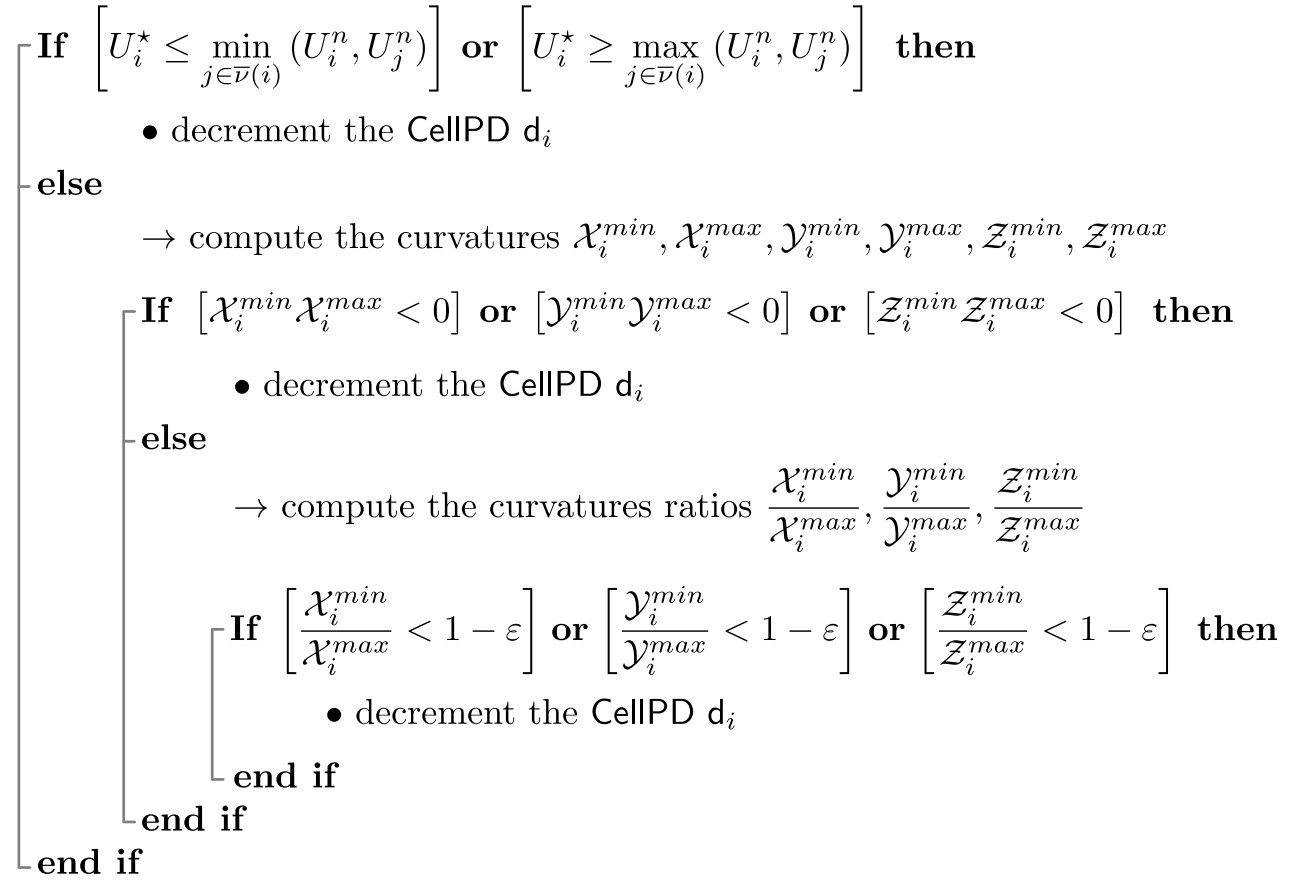 If [U_i^⋆ ≤ min_{j∈ν̅(i)} (U_i^n, U_j^n)] or [U_i^⋆ ≥ max_{j∈ν̅(i)} (U_i^n, U_j^n)] then
• decrement the CellPD d_i
else
→ compute the curvatures 𝒳_i^{min}, 𝒳_i^{max}, 𝒴_i^{min}, 𝒴_i^{max}, 𝒵_i^{min}, 𝒵_i^{max}
If [𝒳_i^{min} 𝒳_i^{max} < 0] or [𝒴_i^{min} 𝒴_i^{max} < 0] or [𝒵_i^{min} 𝒵_i^{max} < 0] then
• decrement the CellPD d_i
else
→ compute the curvatures ratios 𝒳_i^{min}/𝒳_i^{max}, 𝒴_i^{min}/𝒴_i^{max}, 𝒵_i^{min}/𝒵_i^{max}
If [𝒳_i^{min}/𝒳_i^{max} < 1 − ε] or [𝒴_i^{min}/𝒴_i^{max} < 1 − ε] or [𝒵_i^{min}/𝒵_i^{max} < 1 − ε] then
• decrement the CellPD d_i
end if
end if
end if